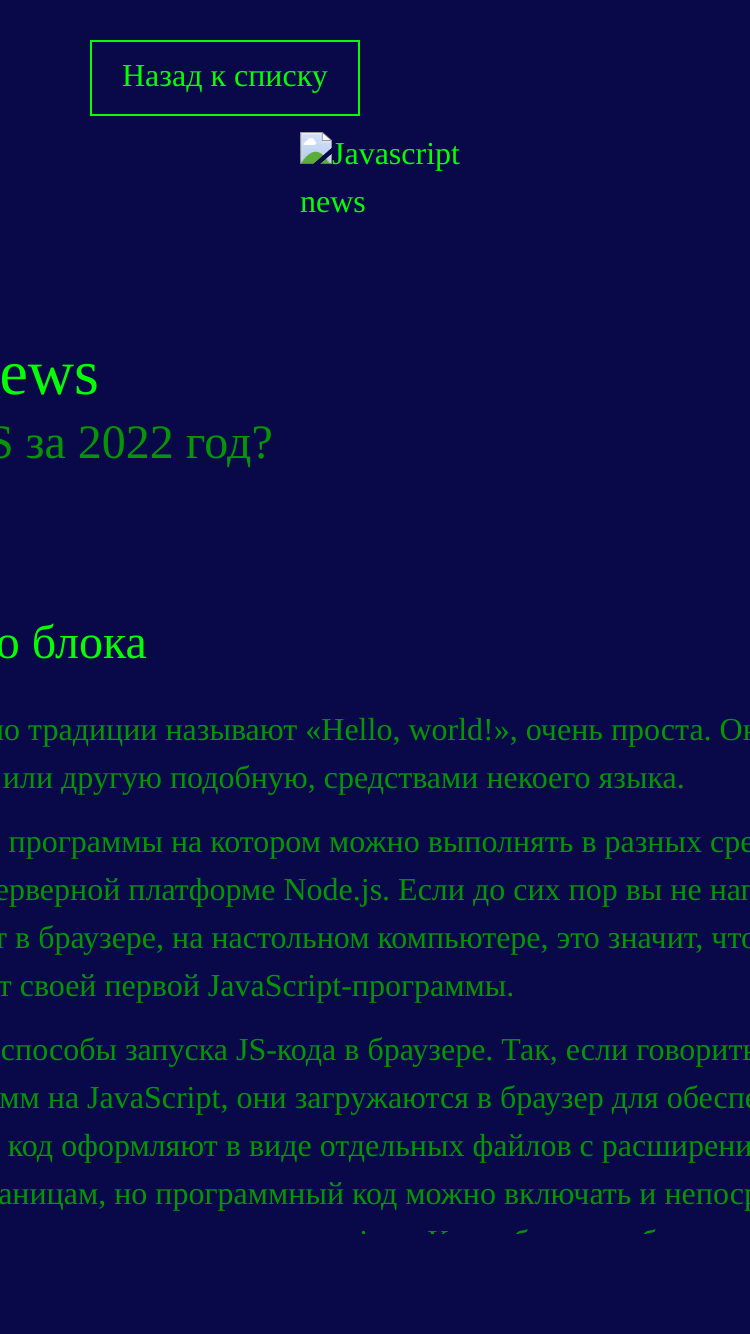 Назад к списку
Javascript
news
ews
за 2022 год?
о блока
по традиции называют «Hello, world!», очень проста. Он
или другую подобную, средствами некоего языка.
программы на котором можно выполнять в разных сре
ерверной платформе Node.js. Если до сих пор вы не нап
т в браузере, на настольном компьютере, это значит, что
т своей первой JavaScript-программы.
способы запуска JS-кода в браузере. Так, если говорить
мм на JavaScript, они загружаются в браузер для обеспе
код оформляют в виде отдельных файлов с расширени
аницам, но программный код можно включать и непоср